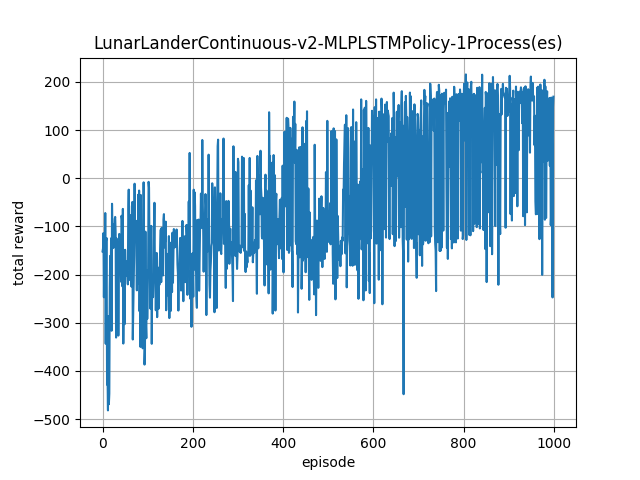 LunarLanderContinuous-v2-MLPLSTMPolicy-1Process(es)
200
100
0
−100
−200
−300
−400
−500
total reward
0 200 400 600 800 1000
episode